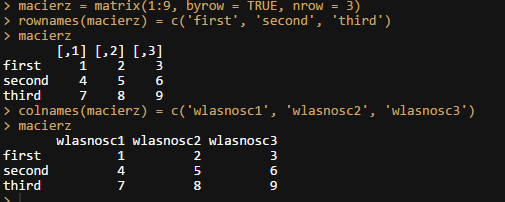 > macierz = matrix(1:9, byrow = TRUE, nrow = 3)
> rownames(macierz) = c('first', 'second', 'third')
> macierz
       [,1] [,2] [,3]
first     1    2    3
second    4    5    6
third     7    8    9
> colnames(macierz) = c('wlasnosc1', 'wlasnosc2', 'wlasnosc3')
> macierz
       wlasnosc1 wlasnosc2 wlasnosc3
first          1         2         3
second         4         5         6
third          7         8         9
>